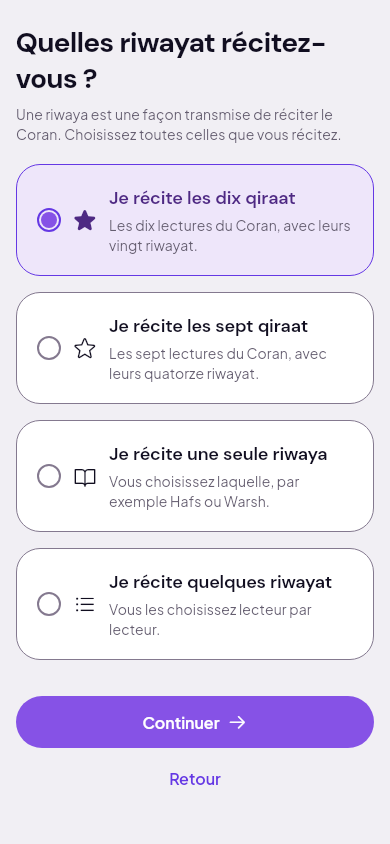 Quelles riwayat récitez-
vous ?
Une riwaya est une façon transmise de réciter le
Coran. Choisissez toutes celles que vous récitez.
Je récite les dix qiraat
Les dix lectures du Coran, avec leurs
vingt riwayat.
Je récite les sept qiraat
Les sept lectures du Coran, avec
leurs quatorze riwayat.
Je récite une seule riwaya
Vous choisissez laquelle, par
exemple Hafs ou Warsh.
Je récite quelques riwayat
Vous les choisissez lecteur par
lecteur.
Continuer
Retour